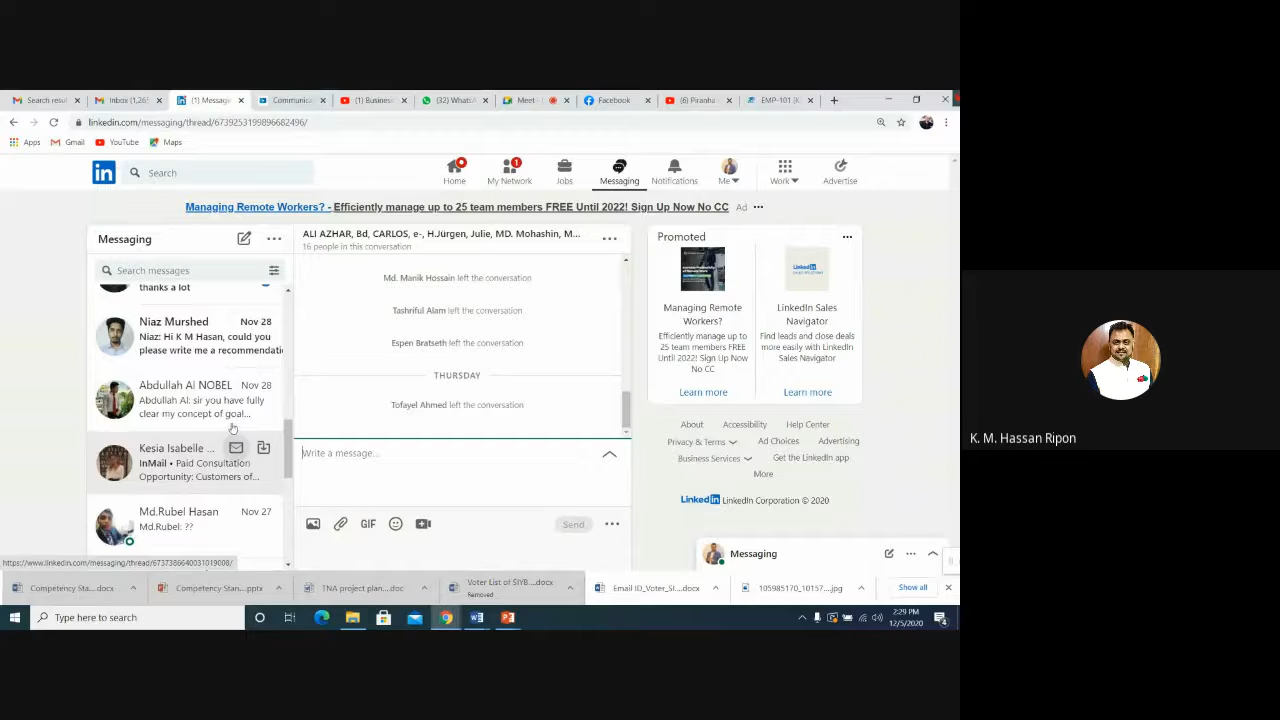 Search resul
Inbox (1,26
(1) Messagin
Communica
(1) Busines
(32) Whats
Meet -
Facebook
(6) Piranha
EMP-101 (K
linkedin.com/messaging/thread/6739253199896682496/
Apps
Gmail
YouTube
Maps
in
Search
Home
My Network
1
Jobs
Messaging
Notifications
Me
Work
Advertise
Managing Remote Workers? - Efficiently manage up to 25 team members FREE Until 2022! Sign Up Now No CC Ad
Messaging
Search messages
thanks a lot
Niaz Murshed Nov 28
Niaz: Hi K M Hasan, could you
please write me a recommendati
Abdullah Al NOBEL Nov 28
Abdullah Al: sir you have fully
clear my concept of goal...
Kesia Isabelle ...
InMail • Paid Consultation
Opportunity: Customers of...
Md.Rubel Hasan Nov 27
Md.Rubel: ??
ALI AZHAR, Bd, CARLOS, e-, H.Jürgen, Julie, MD. Mohashin, M...
16 people in this conversation
Md. Manik Hossain left the conversation
Tashriful Alam left the conversation
Espen Bratseth left the conversation
THURSDAY
Tofayel Ahmed left the conversation
Write a message...
GIF
Send
Promoted
Managing Remote
Workers?
Efficiently manage up to
25 team members FREE
Until 2022! Sign Up Now
No CC
Learn more
LinkedIn
LinkedIn Sales
Navigator
Find leads and close deals
more easily with LinkedIn
Sales Navigator
Learn more
About Accessibility Help Center
Privacy & Terms Ad Choices Advertising
Business Services Get the LinkedIn app
More
LinkedIn LinkedIn Corporation © 2020
Messaging
K. M. Hassan Ripon
https://www.linkedin.com/messaging/thread/6737386640031019008/
Competency Sta....docx
Competency Stan....pptx
TNA project plan....doc
Voter List of SIYB....docx
Removed
Email ID_Voter_SI....docx
105985170_10157....jpg
Show all
Type here to search
2:29 PM
12/5/2020
4